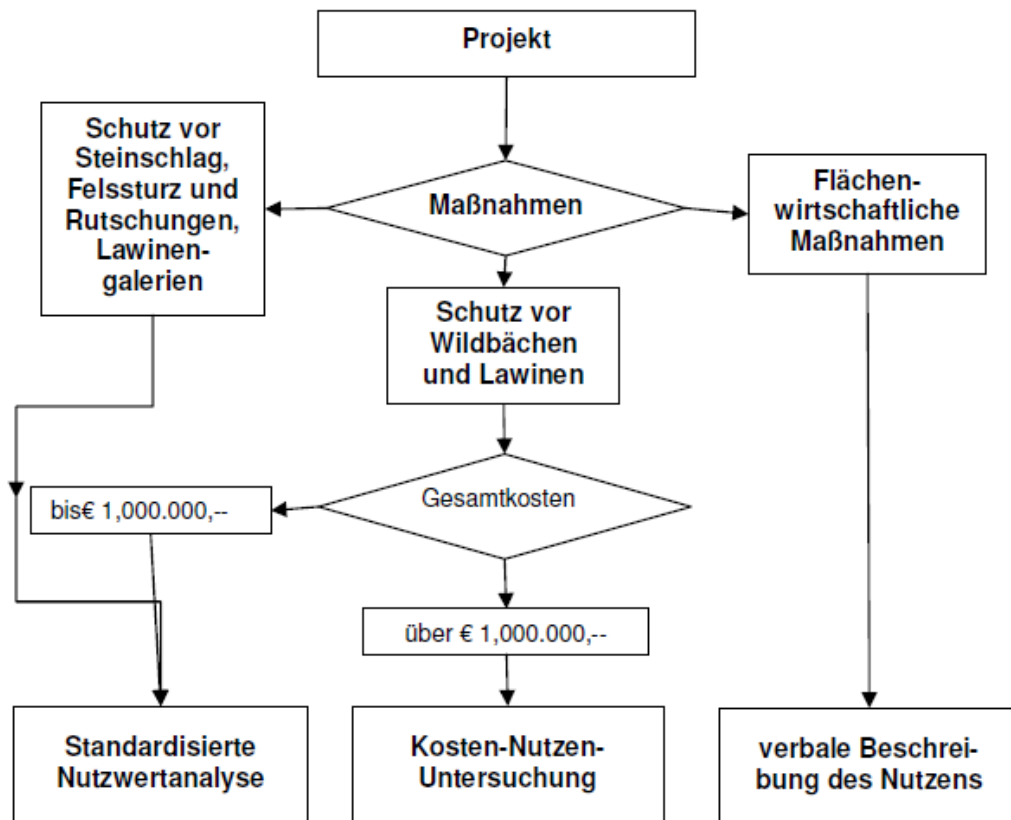 Projekt
Schutz vor
Steinschlag,
Felssturz und
Rutschungen,
Lawinen-
galerien
Maßnahmen
Flächen-
wirtschaftliche
Maßnahmen
Schutz vor
Wildbächen
und Lawinen
Gesamtkosten
bis€ 1,000.000,--
über € 1,000.000,--
Standardisierte
Nutzwertanalyse
Kosten-Nutzen-
Untersuchung
verbale Beschrei-
bung des Nutzens